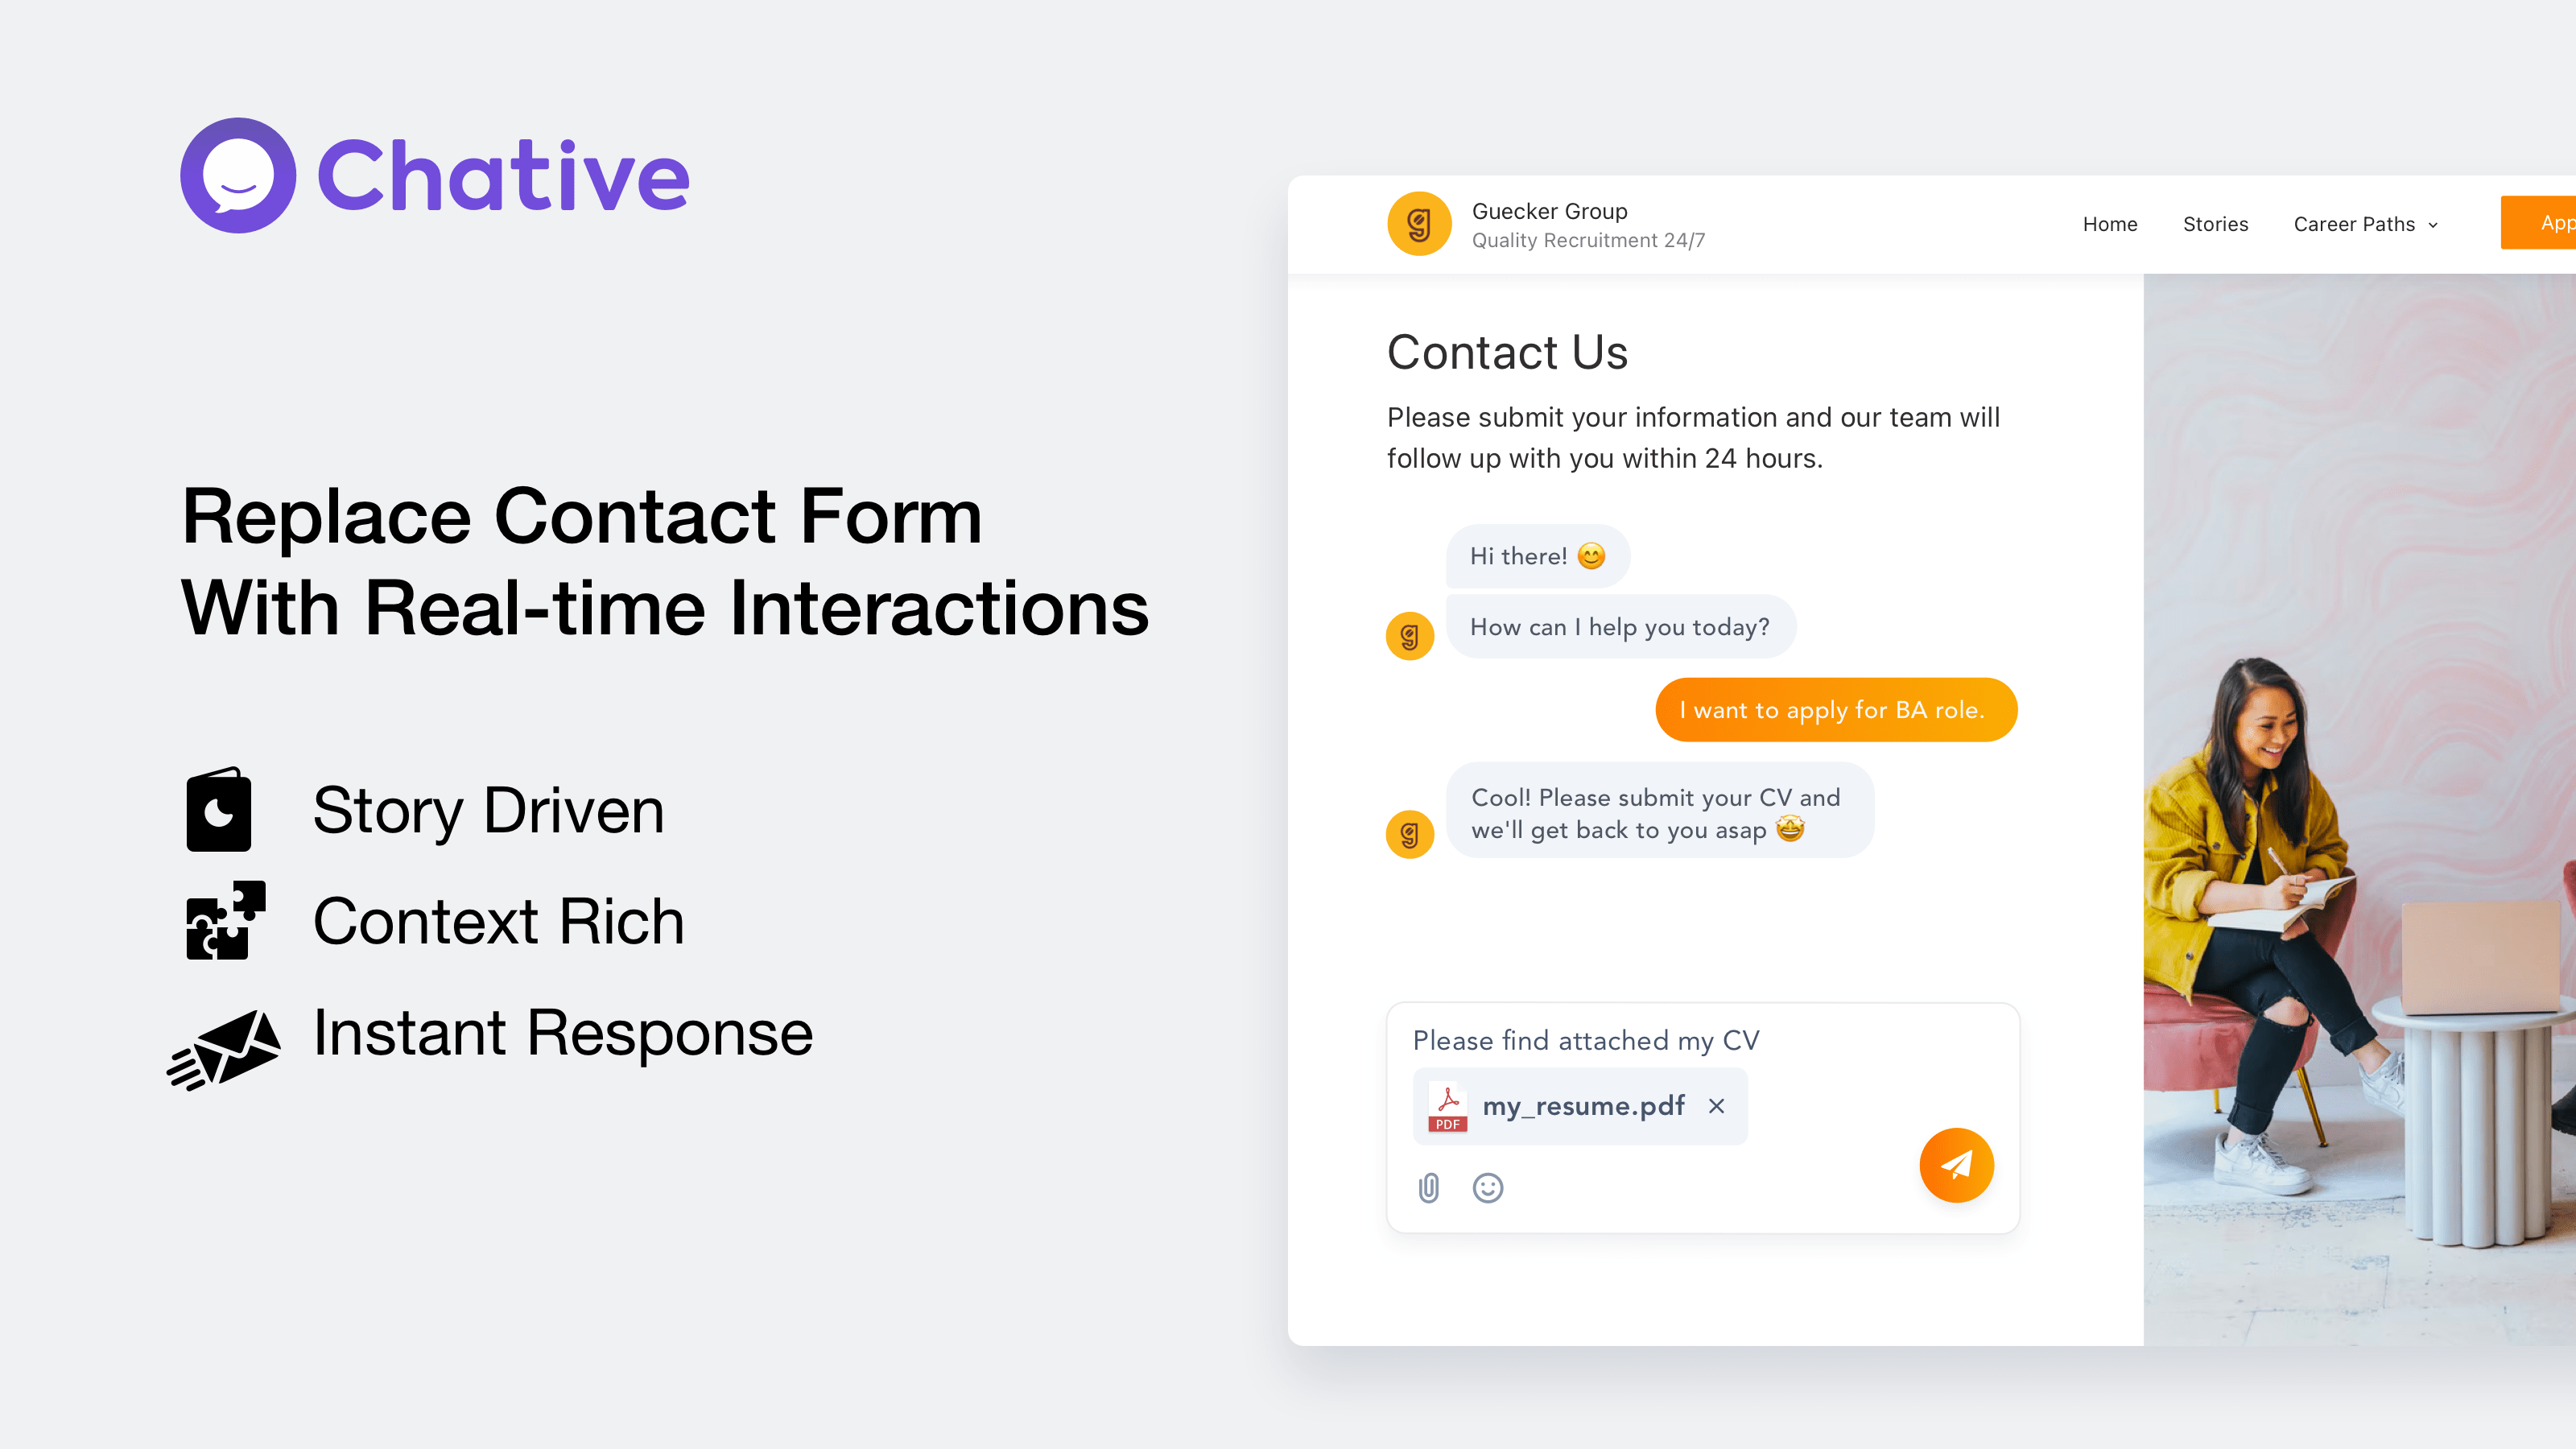 Chative
Replace Contact Form
With Real-time Interactions
Story Driven
Context Rich
Instant Response
g
Guecker Group
Quality Recruitment 24/7
Home
Stories
Career Paths
App
Contact Us
Please submit your information and our team will
follow up with you within 24 hours.
Hi there! 😊
How can I help you today?
g
I want to apply for BA role.
Cool! Please submit your CV and
we'll get back to you asap 🤩
g
Please find attached my CV
PDF
my_resume.pdf